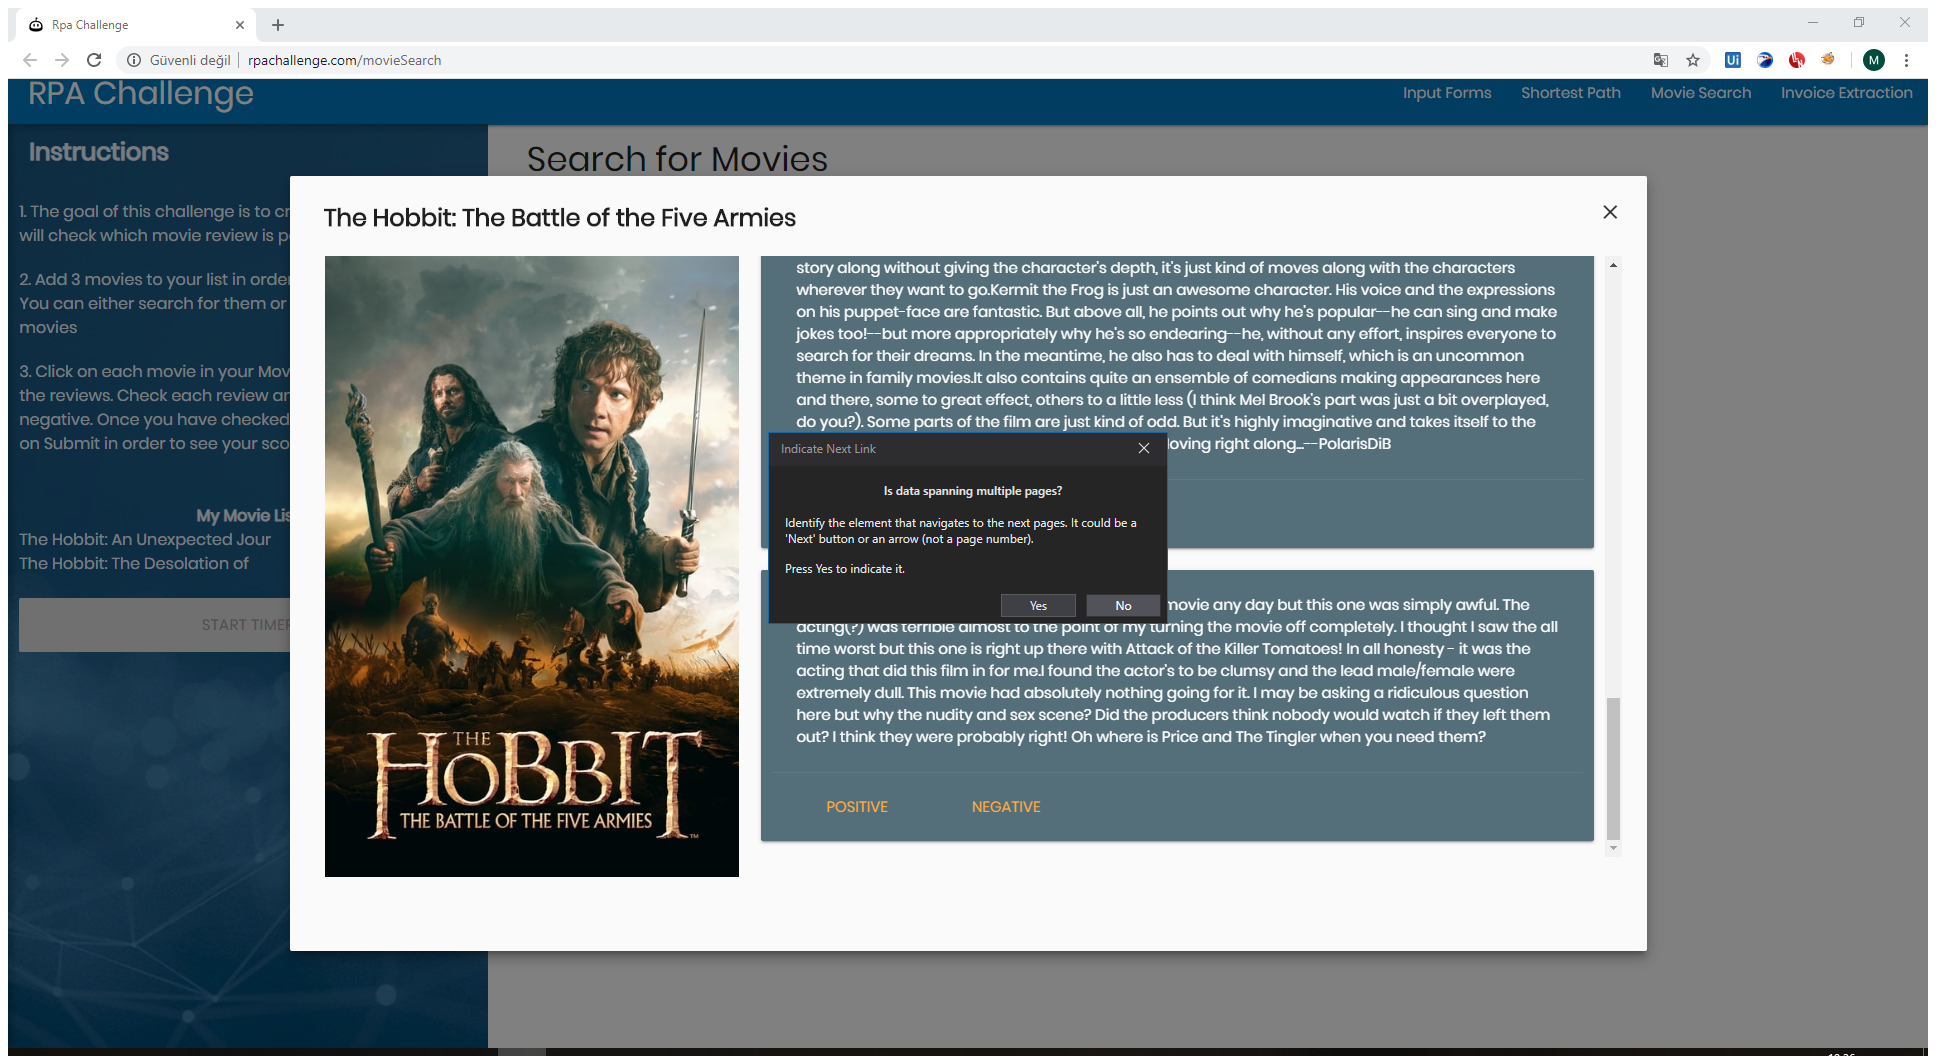 Rpa Challenge
Güvenli değil
rpachallenge.com/movieSearch
Ui
M
RPA Challenge
Input Forms
Shortest Path
Movie Search
Invoice Extraction
Instructions
Search for Movies
1. The goal of this challenge is to cr
will check which movie review is p
2. Add 3 movies to your list in order
You can either search for them or
movies
3. Click on each movie in your Mov
the reviews. Check each review ar
negative. Once you have checked
on Submit in order to see your sco
My Movie Lis
The Hobbit: An Unexpected Jour
The Hobbit: The Desolation of
START TIMER
The Hobbit: The Battle of the Five Armies
THE
HOBBIT
THE BATTLE OF THE FIVE ARMIES
TM
story along without giving the character's depth, it's just kind of moves along with the characters
wherever they want to go.Kermit the Frog is just an awesome character. His voice and the expressions
on his puppet-face are fantastic. But above all, he points out why he's popular--he can sing and make
jokes too!--but more appropriately why he's so endearing--he, without any effort, inspires everyone to
search for their dreams. In the meantime, he also has to deal with himself, which is an uncommon
theme in family movies.It also contains quite an ensemble of comedians making appearances here
and there, some to great effect, others to a little less (I think Mel Brook's part was just a bit overplayed,
do you?). Some parts of the film are just kind of odd. But it's highly imaginative and takes itself to the
loving right along...--PolarisDiB
Indicate Next Link
Is data spanning multiple pages?
Identify the element that navigates to the next pages. It could be a
'Next' button or an arrow (not a page number).
Press Yes to indicate it.
Yes
No
movie any day but this one was simply awful. The
acting(?) was terrible almost to the point of my turning the movie off completely. I thought I saw the all
time worst but this one is right up there with Attack of the Killer Tomatoes! In all honesty - it was the
acting that did this film in for me.I found the actor's to be clumsy and the lead male/female were
extremely dull. This movie had absolutely nothing going for it. I may be asking a ridiculous question
here but why the nudity and sex scene? Did the producers think nobody would watch if they left them
out? I think they were probably right! Oh where is Price and The Tingler when you need them?
POSITIVE
NEGATIVE